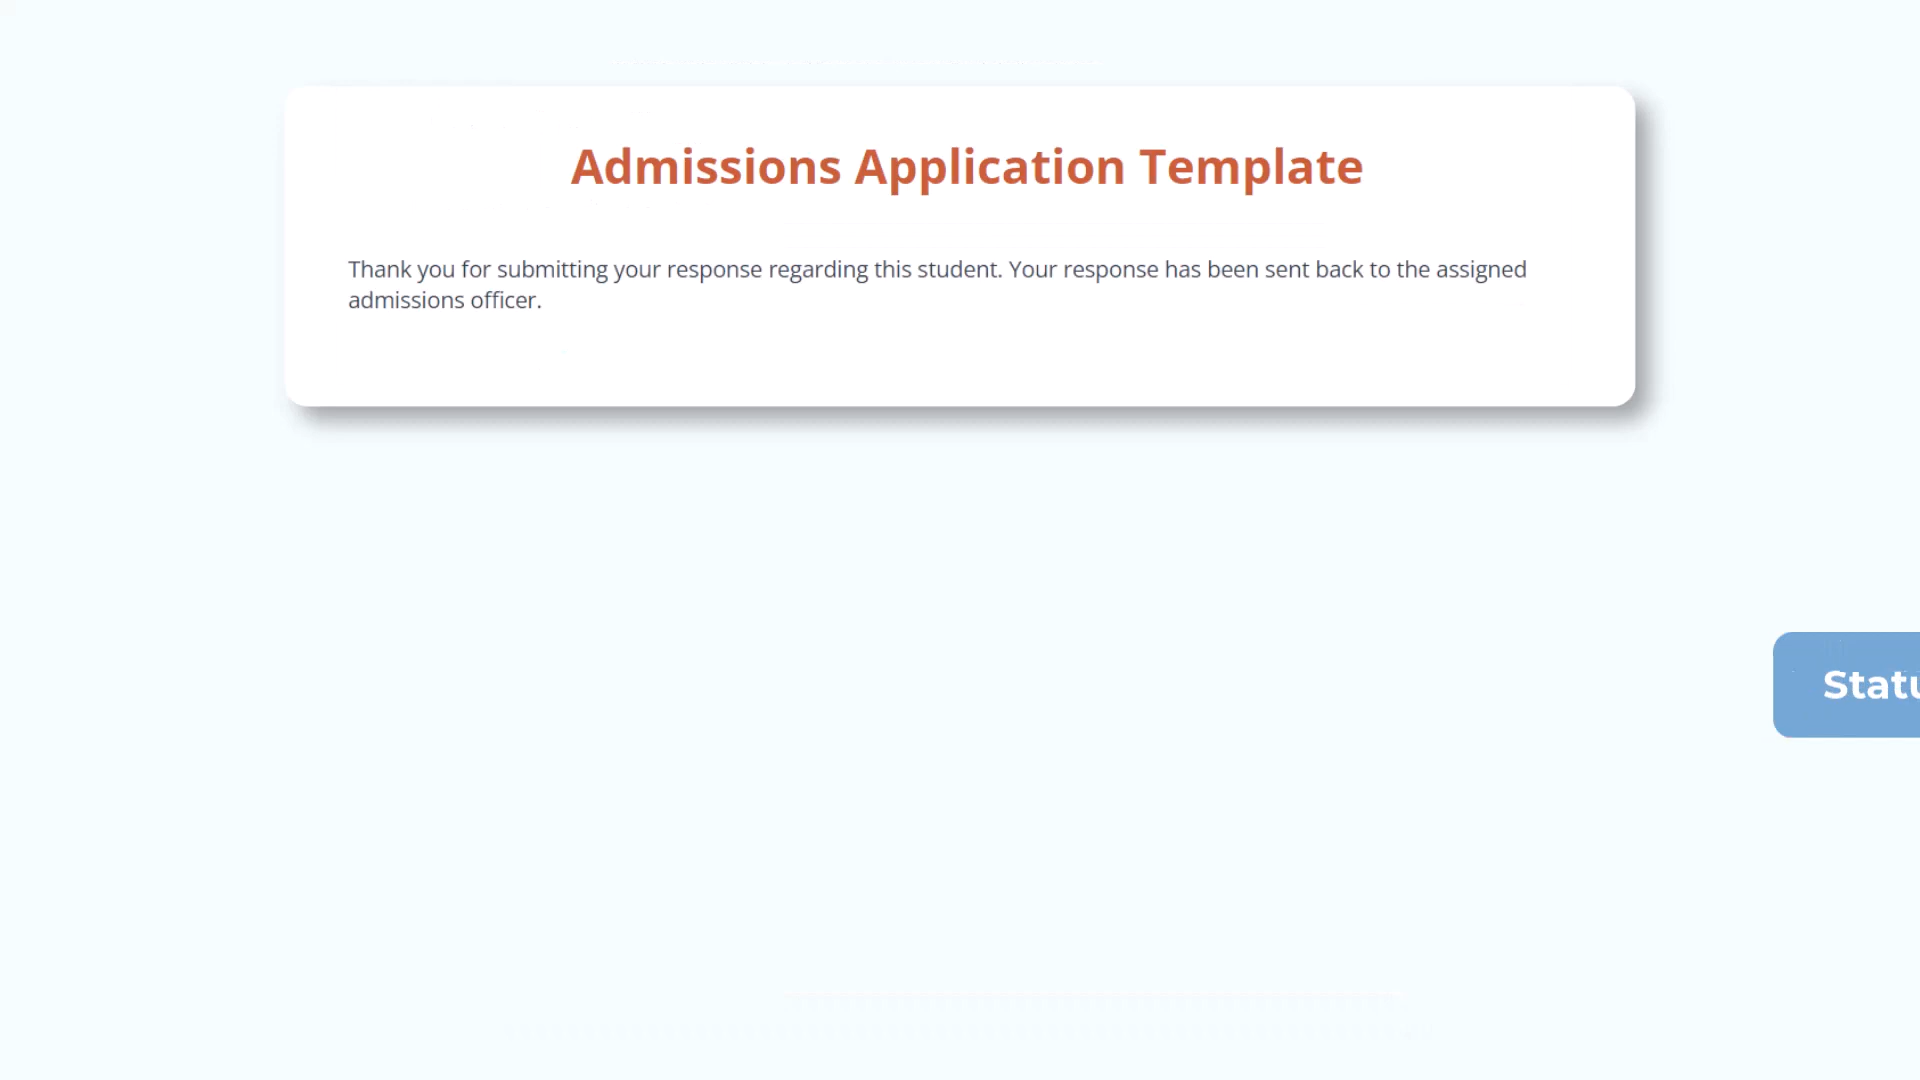 Admissions Application Template
Thank you for submitting your response regarding this student. Your response has been sent back to the assigned
admissions officer.